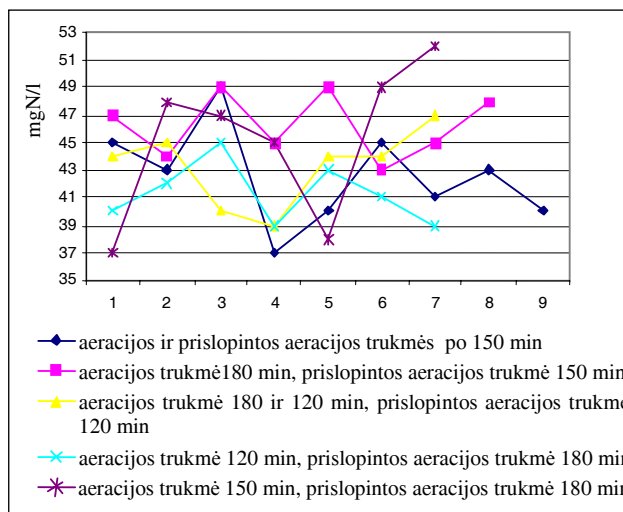 53
51
49
47
45
43
41
39
37
35
mgN/l
1 2 3 4 5 6 7 8 9
aeracijos ir prislopintos aeracijos trukmės po 150 min
aeracijos trukmė180 min, prislopintos aeracijos trukmė 150 min
aeracijos trukmė 180 ir 120 min, prislopintos aeracijos trukmė
120 min
aeracijos trukmė 120 min, prislopintos aeracijos trukmė 180 min
aeracijos trukmė 150 min, prislopintos aeracijos trukmė 180 min